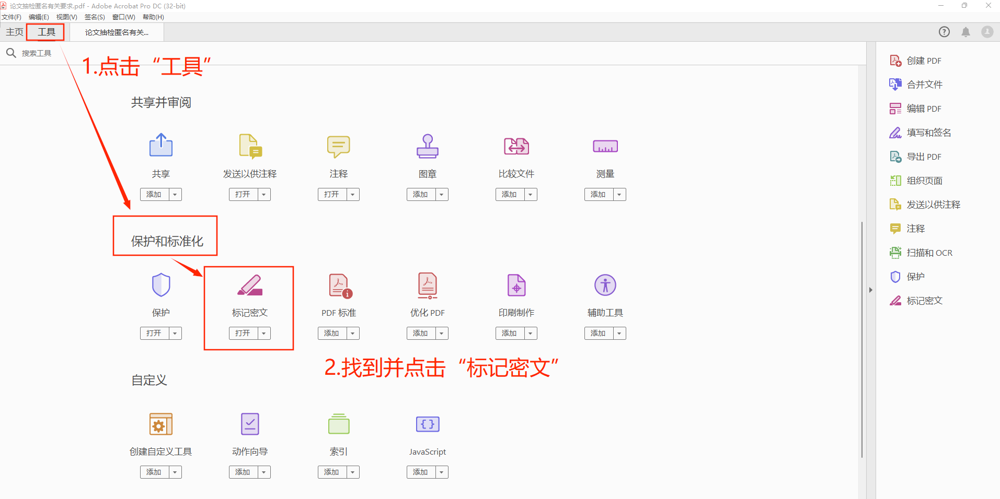 论文抽检匿名有关要求.pdf - Adobe Acrobat Pro DC (32-bit)
文件(F) 编辑(E) 视图(V) 签名(S) 窗口(W) 帮助(H)
主页 工具 论文抽检匿名有关...
搜索工具
1.点击“工具”
共享并审阅
共享 发送以供注释 注释 图章 比较文件 测量
添加 打开 打开 添加 添加 添加
保护和标准化
保护 标记密文 PDF 标准 优化 PDF 印刷制作 辅助工具
打开 打开 添加 添加 添加 添加
2.找到并点击“标记密文”
自定义
创建自定义工具 动作向导 索引 JavaScript
添加 添加 添加 添加
创建 PDF
合并文件
编辑 PDF
填写和签名
导出 PDF
组织页面
发送以供注释
注释
扫描和 OCR
保护
标记密文